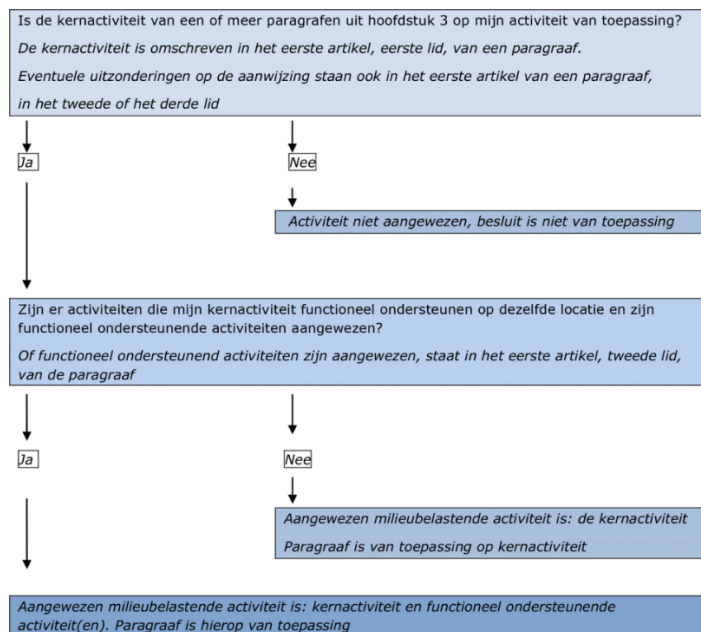 Is de kernactiviteit van een of meer paragrafen uit hoofdstuk 3 op mijn activiteit van toepassing?
De kernactiviteit is omschreven in het eerste artikel, eerste lid, van een paragraaf.
Eventuele uitzonderingen op de aanwijzing staan ook in het eerste artikel van een paragraaf,
in het tweede of het derde lid
Ja
Nee
Activiteit niet aangewezen, besluit is niet van toepassing
Zijn er activiteiten die mijn kernactiviteit functioneel ondersteunen op dezelfde locatie en zijn
functioneel ondersteunende activiteiten aangewezen?
Of functioneel ondersteunend activiteiten zijn aangewezen, staat in het eerste artikel, tweede lid,
van de paragraaf
Ja
Nee
Aangewezen milieubelastende activiteit is: de kernactiviteit
Paragraaf is van toepassing op kernactiviteit
Aangewezen milieubelastende activiteit is: kernactiviteit en functioneel ondersteunende
activiteit(en). Paragraaf is hierop van toepassing